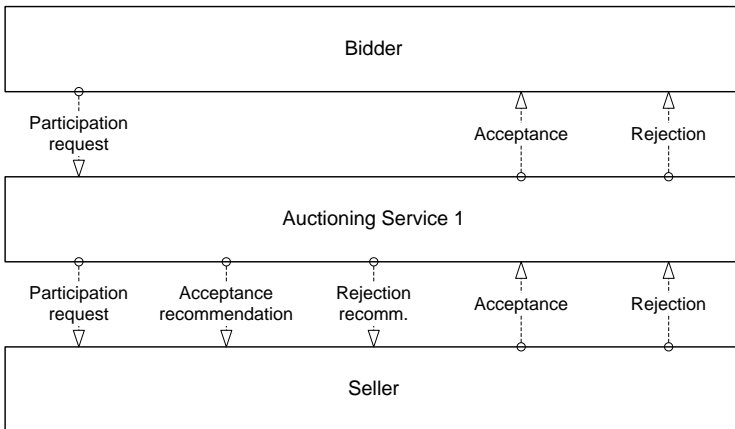 Bidder
Participation
request
Acceptance
Rejection
Auctioning Service 1
Participation
request
Acceptance
recommendation
Rejection
recomm.
Acceptance
Rejection
Seller